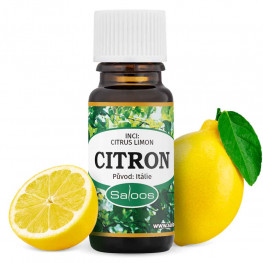 INCI:
CITRUS LIMON
CITRON
Původ: Itálie
Saloos